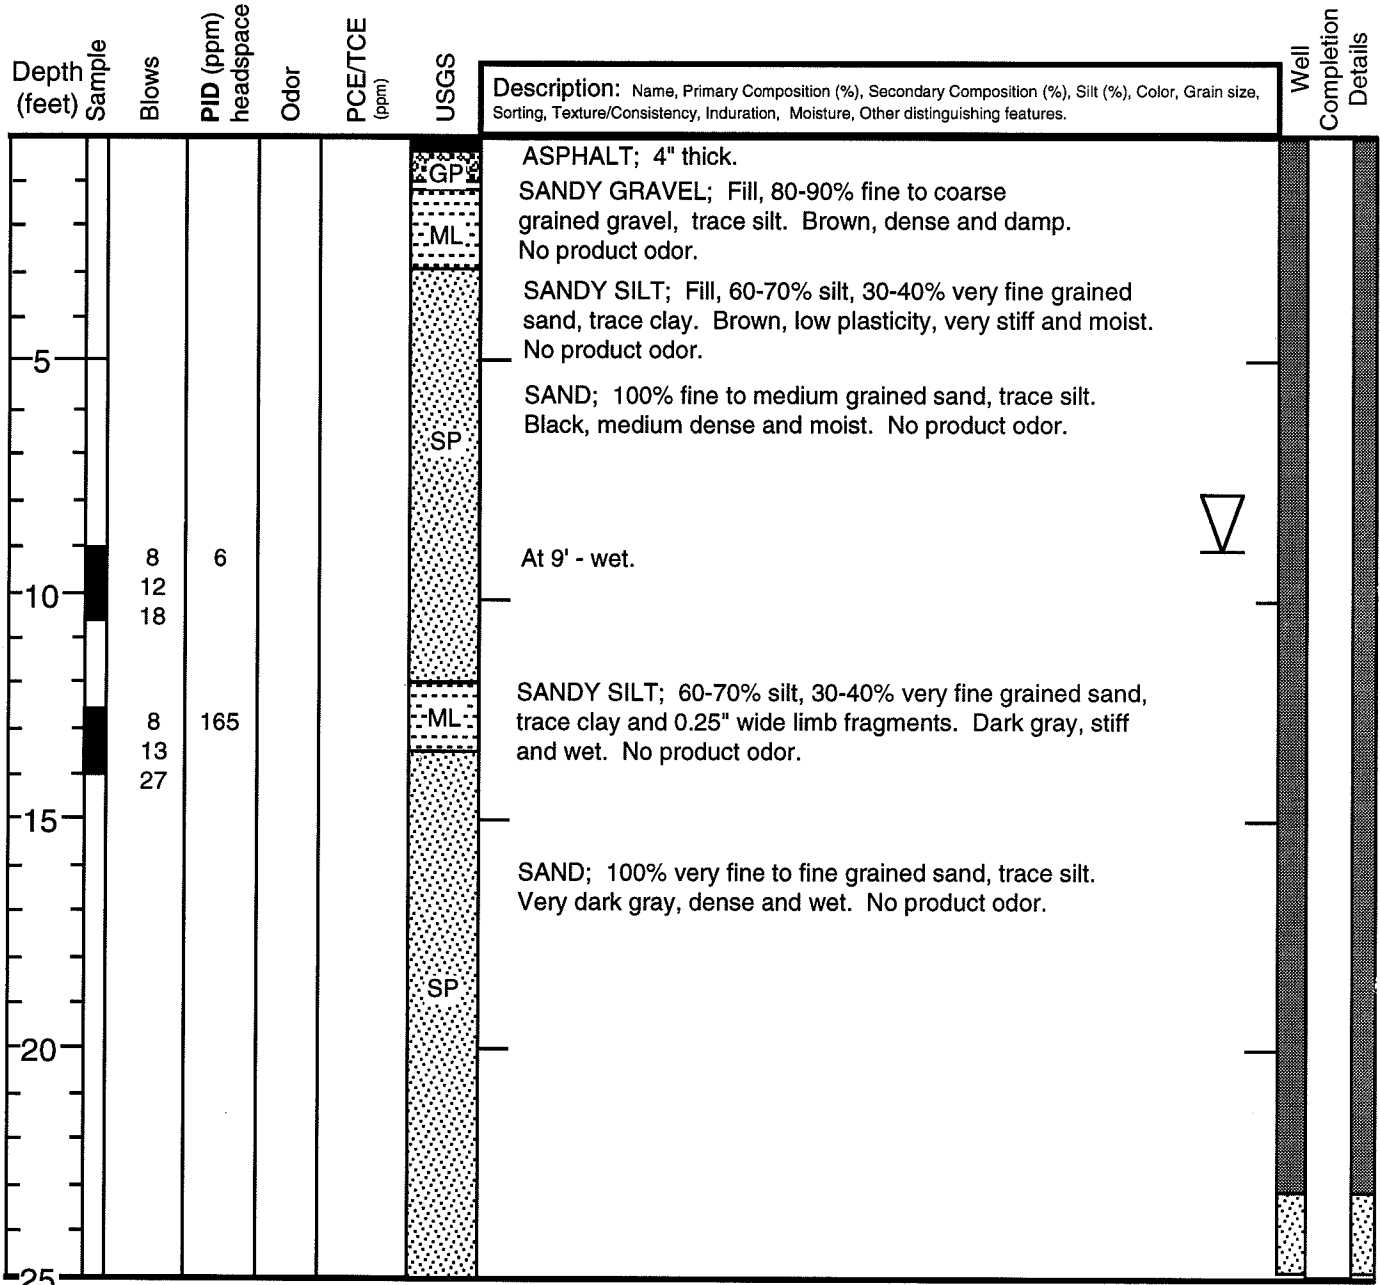 Depth
(feet)
Sample
Blows
PID (ppm)
headspace
Odor
PCE/TCE
(ppm)
USGS
Description: Name, Primary Composition (%), Secondary Composition (%), Silt (%), Color, Grain size,
Sorting, Texture/Consistency, Induration, Moisture, Other distinguishing features.
Well
Completion
Details
ASPHALT; 4" thick.
GP
SANDY GRAVEL; Fill, 80-90% fine to coarse
grained gravel, trace silt. Brown, dense and damp.
No product odor.
ML
SANDY SILT; Fill, 60-70% silt, 30-40% very fine grained
sand, trace clay. Brown, low plasticity, very stiff and moist.
No product odor.
5
SAND; 100% fine to medium grained sand, trace silt.
Black, medium dense and moist. No product odor.
SP
8 6 At 9' - wet.
12
10
18
SANDY SILT; 60-70% silt, 30-40% very fine grained sand,
8 165 ML trace clay and 0.25" wide limb fragments. Dark gray, stiff
13 and wet. No product odor.
27
15
SAND; 100% very fine to fine grained sand, trace silt.
Very dark gray, dense and wet. No product odor.
SP
20
25